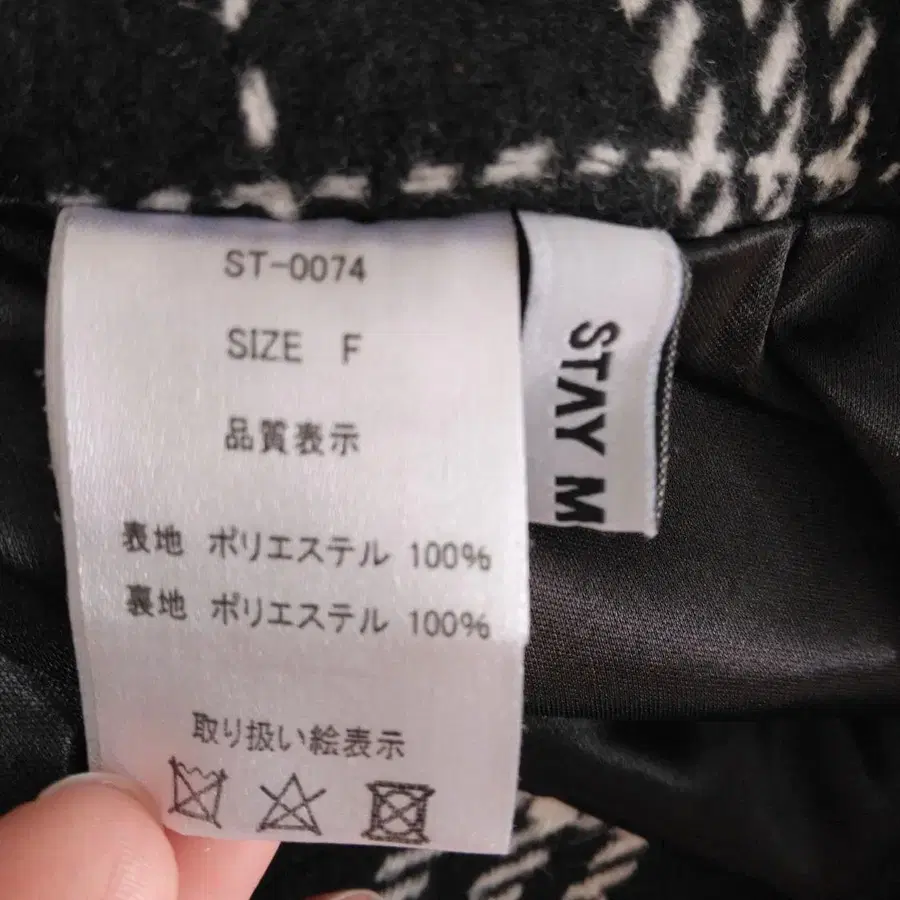 ST-0074
SIZE F
品質表示
表地 ポリエステル 100%
裏地 ポリエステル 100%
取り扱い絵表示
STAY M